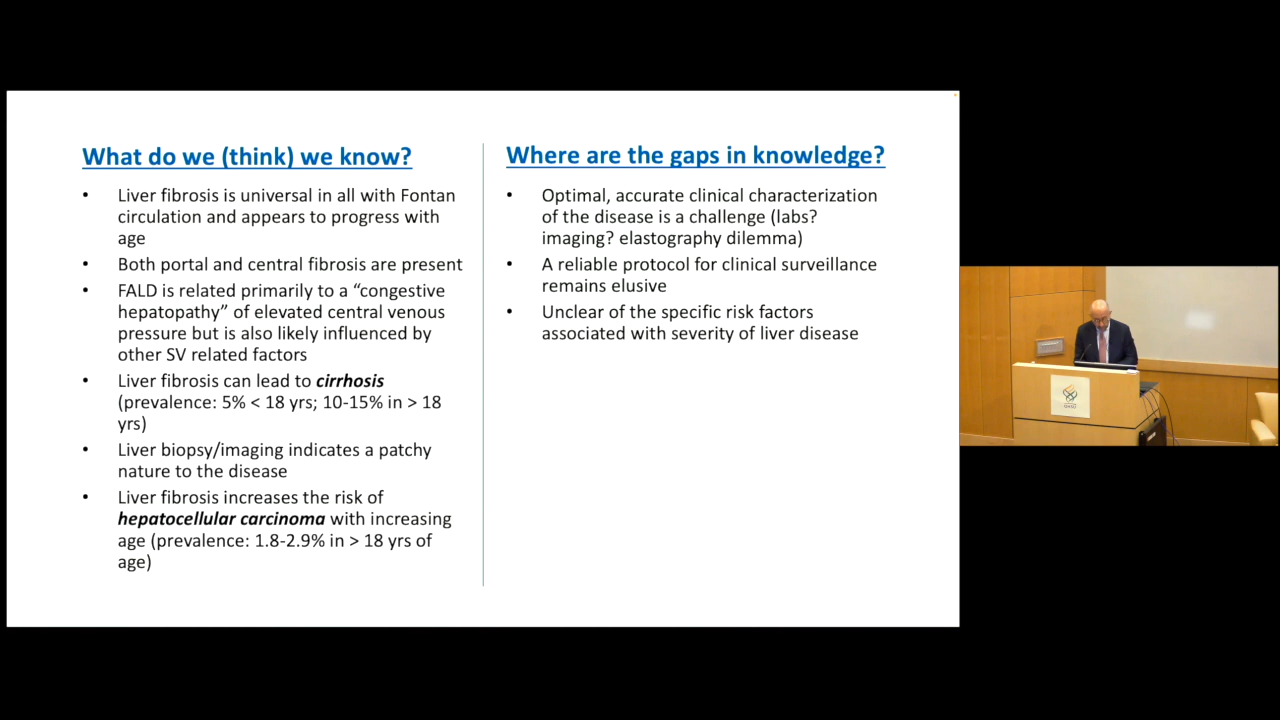 What do we (think) we know?
• Liver fibrosis is universal in all with Fontan
circulation and appears to progress with
age
• Both portal and central fibrosis are present
• FALD is related primarily to a “congestive
hepatopathy” of elevated central venous
pressure but is also likely influenced by
other SV related factors
• Liver fibrosis can lead to cirrhosis
(prevalence: 5% < 18 yrs; 10-15% in > 18
yrs)
• Liver biopsy/imaging indicates a patchy
nature to the disease
• Liver fibrosis increases the risk of
hepatocellular carcinoma with increasing
age (prevalence: 1.8-2.9% in > 18 yrs of
age)
Where are the gaps in knowledge?
• Optimal, accurate clinical characterization
of the disease is a challenge (labs?
imaging? elastography dilemma)
• A reliable protocol for clinical surveillance
remains elusive
• Unclear of the specific risk factors
associated with severity of liver disease